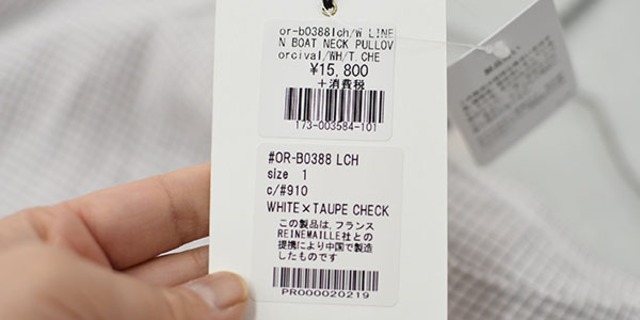 or-b0388lch/W LINE
N BOAT NECK PULLOV
orcival/WH/T.CHE
¥15,800
+消費税
173-003584-101
#OR-B0388 LCH
size 1
c/#910
WHITE×TAUPE CHECK
この製品は、フランス
REINEMAILLE社との
提携により中国で製造
したものです
PR000020219